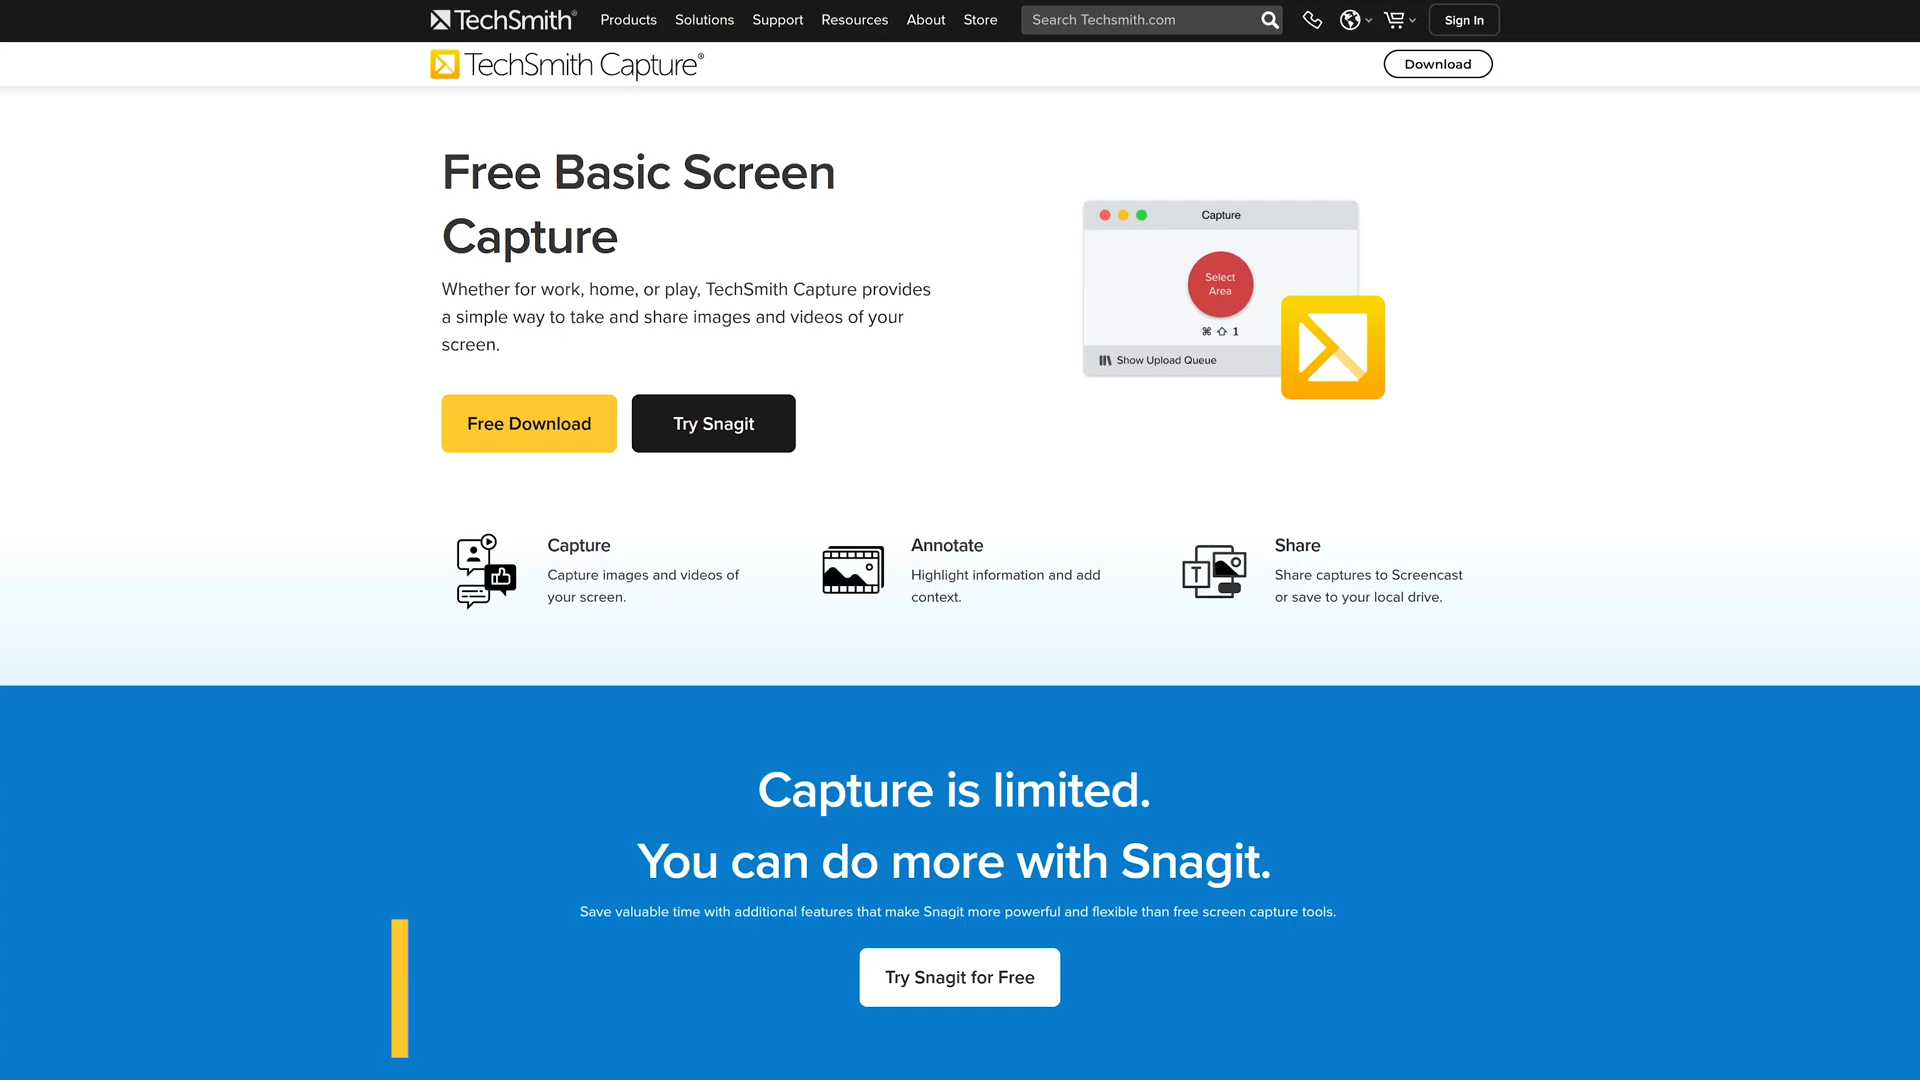 TechSmith®
Products
Solutions
Support
Resources
About
Store
Search Techsmith.com
Sign In
TechSmith Capture®
Download
Free Basic Screen
Capture
Whether for work, home, or play, TechSmith Capture provides
a simple way to take and share images and videos of your
screen.
Free Download
Try Snagit
Capture
Select
Area
⌘ ⇧ 1
Show Upload Queue
Capture
Capture images and videos of
your screen.
T
Annotate
Highlight information and add
context.
Share
Share captures to Screencast
or save to your local drive.
Capture is limited.
You can do more with Snagit.
Save valuable time with additional features that make Snagit more powerful and flexible than free screen capture tools.
Try Snagit for Free